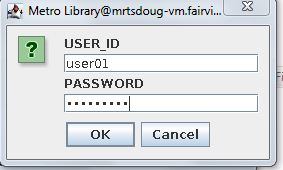 Metro Library@mrtsdoug-vm.fairvi...
USER_ID
user01
PASSWORD
•••••••••
OK Cancel